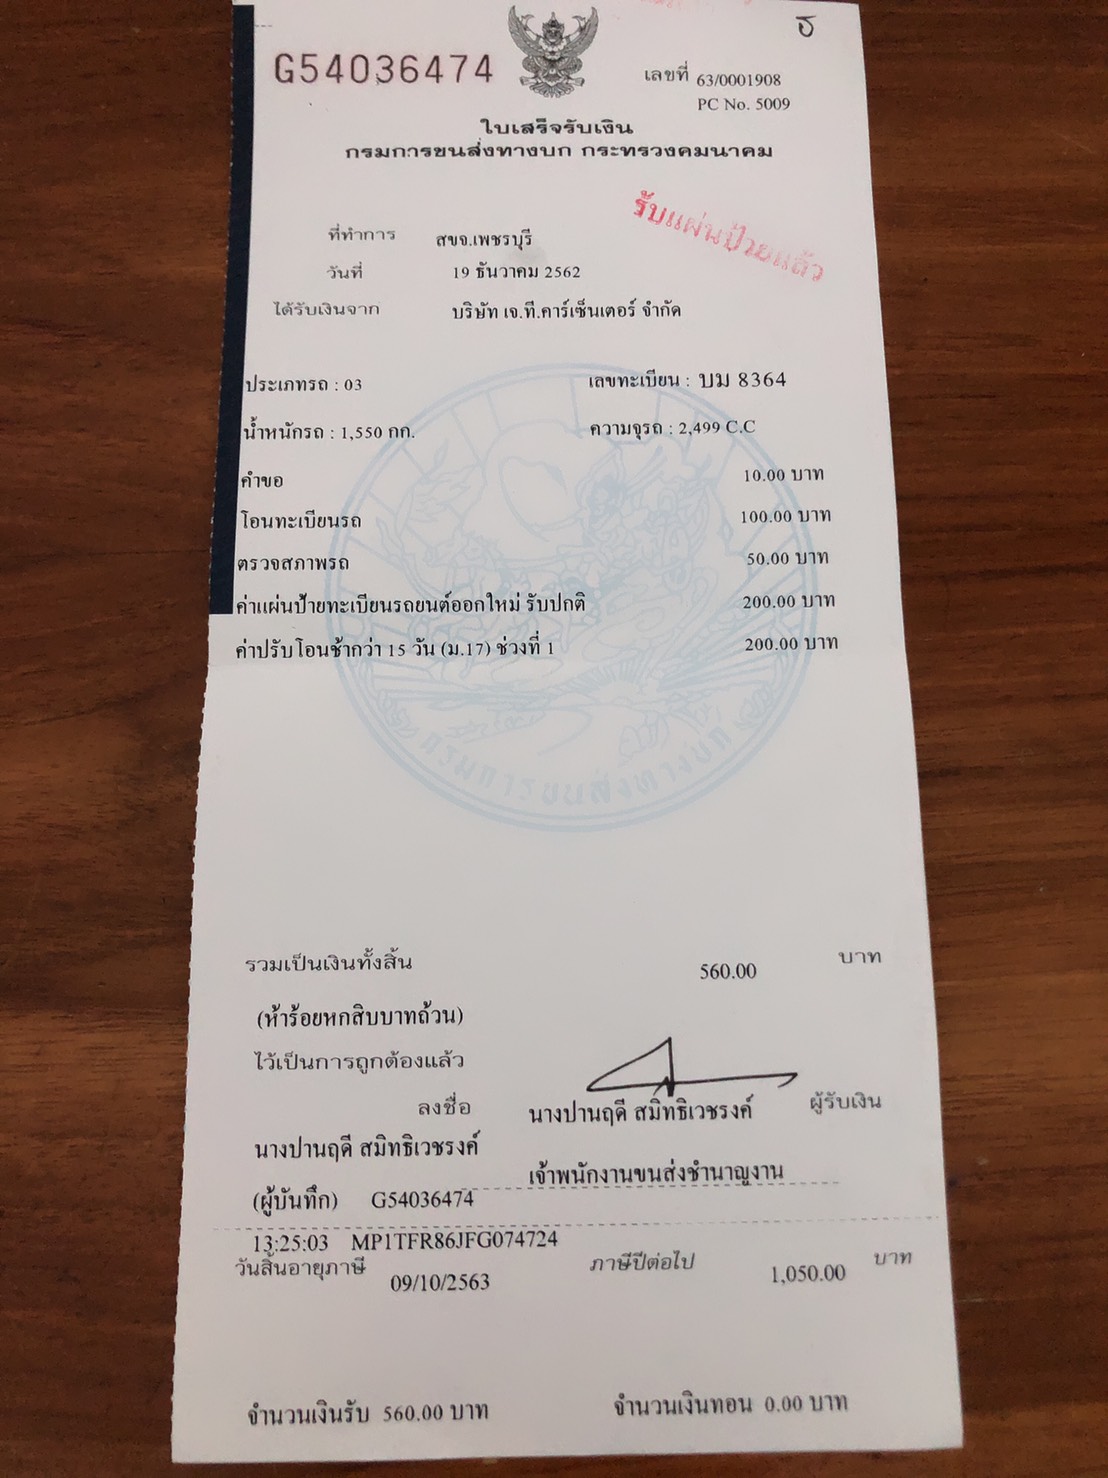 ธ
G54036474
เลขที่ 63/0001908
PC No. 5009
ใบเสร็จรับเงิน
กรมการขนส่งทางบก กระทรวงคมนาคม
รับแผ่นป้ายแล้ว
ที่ทำการ สขจ.เพชรบุรี
วันที่ 19 ธันวาคม 2562
ได้รับเงินจาก บริษัท เจ.ที.คาร์เซ็นเตอร์ จำกัด
ประเภทรถ : 03 เลขทะเบียน : บม 8364
น้ำหนักรถ : 1,550 กก. ความจุรถ : 2,499 C.C
คำขอ 10.00 บาท
โอนทะเบียนรถ 100.00 บาท
ตรวจสภาพรถ 50.00 บาท
ค่าแผ่นป้ายทะเบียนรถยนต์ออกใหม่ รับปกติ 200.00 บาท
ค่าปรับโอนช้ากว่า 15 วัน (ม.17) ช่วงที่ 1 200.00 บาท
กรมการขนส่งทางบก
รวมเป็นเงินทั้งสิ้น 560.00 บาท
(ห้าร้อยหกสิบบาทถ้วน)
ไว้เป็นการถูกต้องแล้ว
ลงชื่อ นางปานฤดี สมิทธิเวชรงค์ ผู้รับเงิน
นางปานฤดี สมิทธิเวชรงค์ เจ้าพนักงานขนส่งชำนาญงาน
(ผู้บันทึก) G54036474
13:25:03 MP1TFR86JFG074724
วันสิ้นอายุภาษี 09/10/2563 ภาษีปีต่อไป 1,050.00 บาท
จำนวนเงินรับ 560.00 บาท จำนวนเงินทอน 0.00 บาท